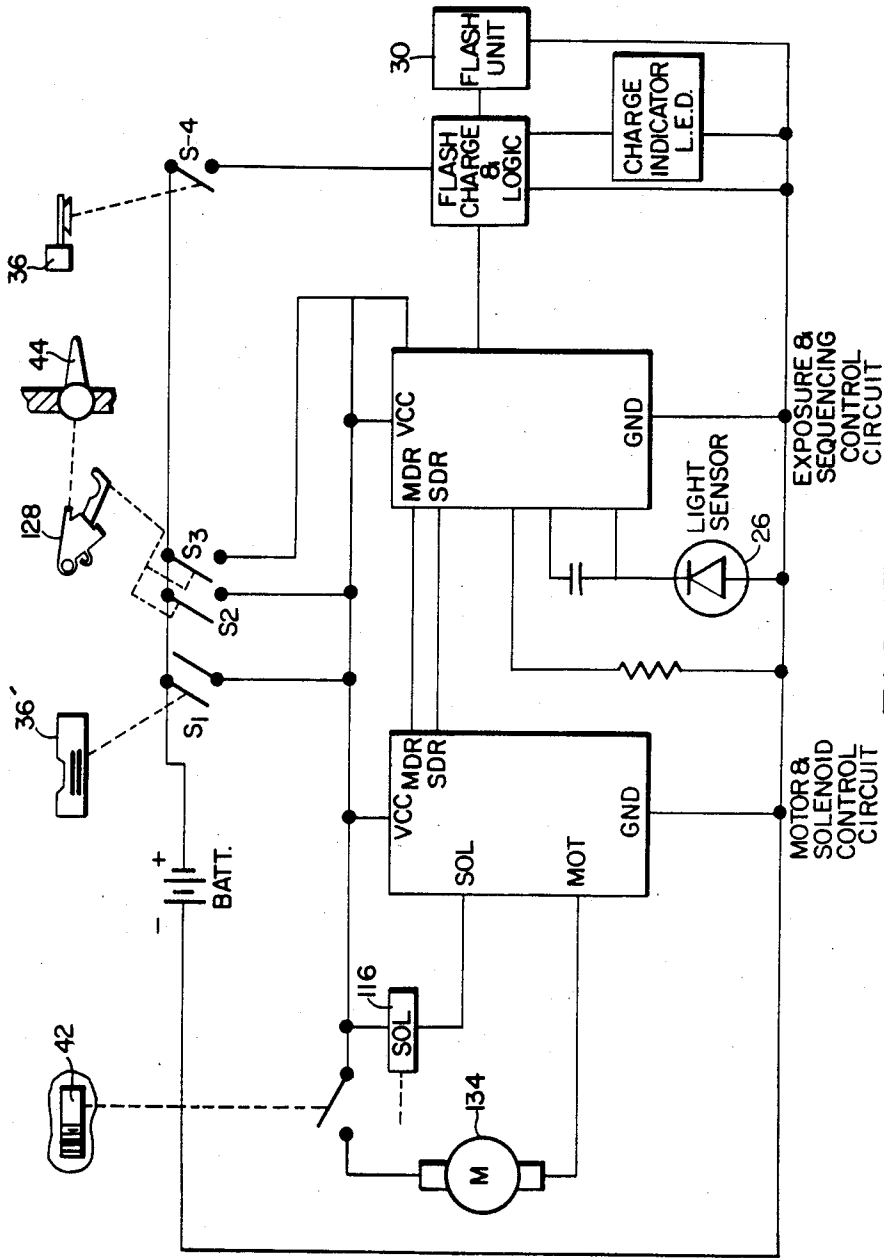 30
FLASH
UNIT
S-4
FLASH
CHARGE
&
LOGIC
CHARGE
INDICATOR
L.E.D.
36
44
128
S3
S2
S1
36'
+
−
BATT.
42
VCC
MDR
SDR
GND
EXPOSURE &
SEQUENCING
CONTROL
CIRCUIT
LIGHT
SENSOR
26
VCC
MDR
SDR
SOL
MOT
GND
MOTOR &
SOLENOID
CONTROL
CIRCUIT
116
SOL
134
M